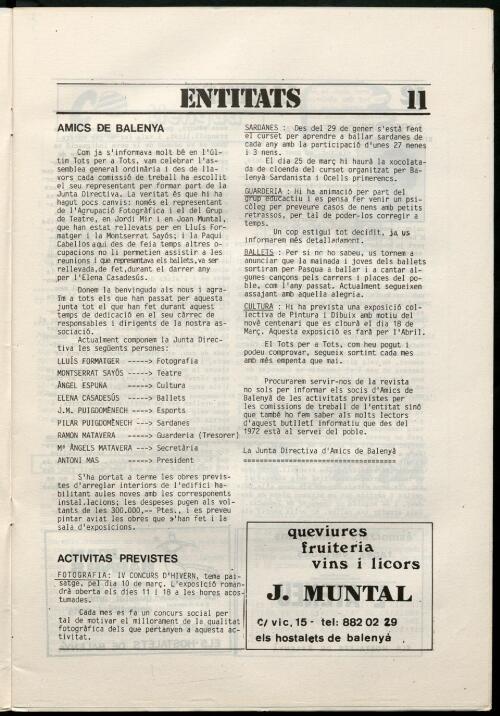 ENTITATS 11
AMICS DE BALENYA
Com ja s'informava molt bé en l'úl-
tim Tots per a Tots, vam celebrar l'as-
semblea general ordinària i des de lla-
vors cada comissió de treball ha escollit
el seu representant per formar part de la
Junta Directiva. La veritat és que hi ha
hagut pocs canvis: només el representant
de l'Agrupació Fotogràfica i el del Grup
de Teatre, en Jordi Mir i en Joan Muntal,
que han estat rellevats per en Lluís For-
matger i la Montserrat Sayós; i la Paqui
Cabellos aqui des de feia temps altres o-
cupacions no li permetien assistir a les
reunions i que representava els ballets, va ser
rellevada, de fet, durant el darrer any
per l'Elena Casadesús.
Donem la benvinguda als nous i agra-
im a tots els que han passat per aquesta
junta tot el que han fet durant aquest
temps de dedicació en el seu càrrec de
responsables i dirigents de la nostra as-
sociació.
Actualment componem la Junta Direc-
tiva les següents persones:
LLUÍS FORMATGER -----> Fotografia
MONTSERRAT SAYÓS -----> Teatre
ÀNGEL ESPUÑA -----> Cultura
ELENA CASADESÚS -----> Ballets
J.M. PUIGDOMÈNECH ----> Esports
PILAR PUIGDOMÈNECH ---> Sardanes
RAMON MATAVERA -----> Guarderia (Tresorer)
Mª ÀNGELS MATAVERA ---> Secretària
ANTONI MAS -----> President
S'ha portat a terme les obres previs-
tes d'arreglar interiors de l'edifici ha-
bilitant aules noves amb les corresponents
instal.lacions; les despeses pugen als vol-
tants de les 300.000,-- Ptes., i es preveu
pintar aviat les obres que s'han fet i la
sala d'exposicions.
ACTIVITAS PREVISTES
FOTOGRAFIA: IV CONCURS D'HIVERN, tema pai-
satge, pel dia 10 de març. L'exposició roman-
drà oberta els dies 11 i 18 a les hores acos-
tumades.
Cada mes es fa un concurs social per
tal de motivar el millorament de la qualitat
fotogràfica dels que pertanyen a aquesta ac-
tivitat.
SARDANES : Des del 29 de gener s'està fent
el curset per aprendre a ballar sardanes de
cada any amb la participació d'unes 27 nenes
i 3 nens.
El dia 25 de març hi haurà la xocolata-
da de cloenda del curset organitzat per Ba-
lenyà Sardanista i Ocells primerencs.
GUARDERIA : Hi ha animació per part del
grup educactiu i es pensa fer venir un psi-
còleg per preveure casos de nens amb petits
retrassos, per tal de poder-los corregir a
temps.
Un cop estigui tot decidit, ja us
informarem més detalladament.
BALLETS : Per si no ho sabeu, us tornem a
anunciar que la mainada i joves dels ballets
sortiran per Pasqua a ballar i a cantar al-
gunes cançons pels carrers i places del po-
ble, com l'any passat. Actualment segueixen
assajant amb aquella alegria.
CULTURA : Hi ha prevista una exposició col-
lectiva de Pintura i Dibuix amb motiu del
novè centenari que es clourà el dia 18 de
Març. Aquesta exposició es farà per l'Abril.
El Tots per a Tots, com heu pogut i
podeu comprovar, segueix sortint cada mes
amb més empenta que mai.
Procurarem servir-nos de la revista
no sols per informar els socis d'Amics de
Balenyà de les activitats previstes per
les comissions de treball de l'entitat sinó
que també ho fem saber als molts lectors
d'aquest butlletí informatiu que des del
1972 està al servei del poble.
La Junta Directiva d'Amics de Balenyà
=====================================
queviures
fruiteria
vins i licors
J. MUNTAL
C/ vic, 15 - tel: 882 02 29
els hostalets de balenyá